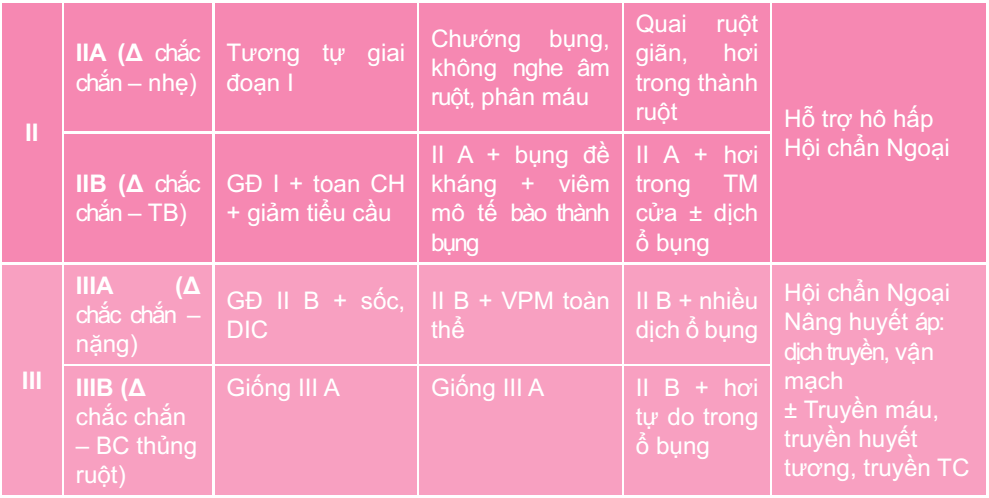 II
IIA (Δ chắc
chắn – nhẹ)
Tương tự giai
đoạn I
Chướng bụng,
không nghe âm
ruột, phân máu
Quai ruột
giãn, hơi
trong thành
ruột
Hỗ trợ hô hấp
Hội chẩn Ngoại
IIB (Δ chắc
chắn – TB)
GĐ I + toan CH
+ giảm tiểu cầu
II A + bụng đề
kháng + viêm
mô tế bào thành
bụng
II A + hơi
trong TM
cửa ± dịch
ổ bụng
III
IIIA (Δ
chắc chắn –
nặng)
GĐ II B + sốc,
DIC
II B + VPM toàn
thể
II B + nhiều
dịch ổ bụng
Hội chẩn Ngoại
Nâng huyết áp:
dịch truyền, vận
mạch
± Truyền máu,
truyền huyết
tương, truyền TC
IIIB (Δ
chắc chắn
– BC thủng
ruột)
Giống III A
Giống III A
II B + hơi
tự do trong
ổ bụng